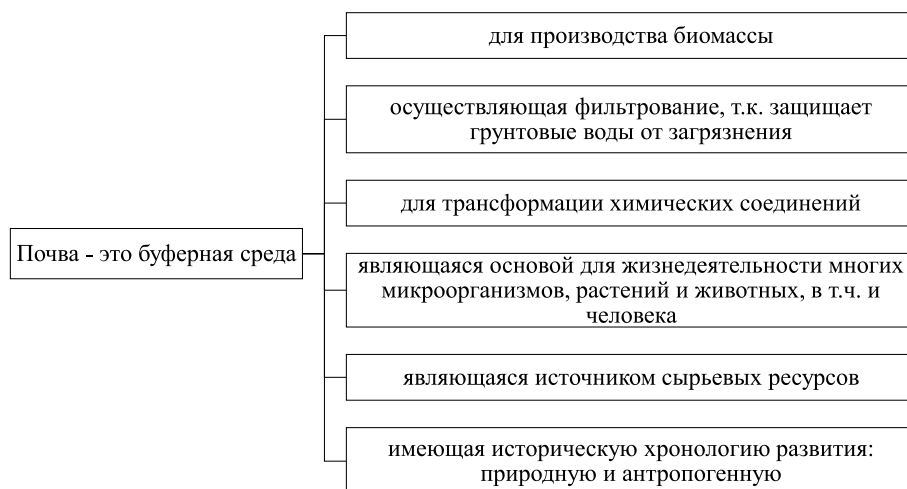 для производства биомассы
осуществляющая фильтрование, т.к. защищает
грунтовые воды от загрязнения
для трансформации химических соединений
Почва - это буферная среда
являющаяся основой для жизнедеятельности многих
микроорганизмов, растений и животных, в т.ч. и
человека
являющаяся источником сырьевых ресурсов
имеющая историческую хронологию развития:
природную и антропогенную